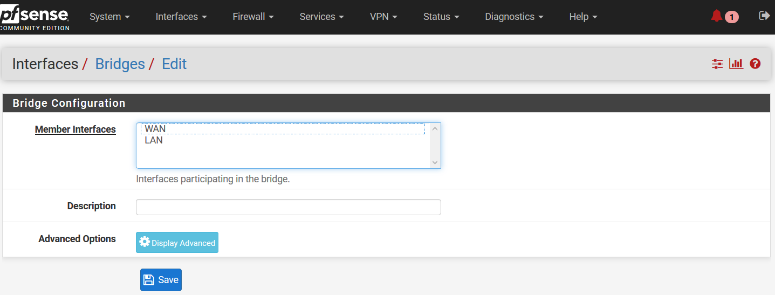 pfsense
COMMUNITY EDITION
System Interfaces Firewall Services VPN Status Diagnostics Help 1
Interfaces / Bridges / Edit
Bridge Configuration
Member Interfaces
WAN
LAN
Interfaces participating in the bridge.
Description
Advanced Options Display Advanced
Save